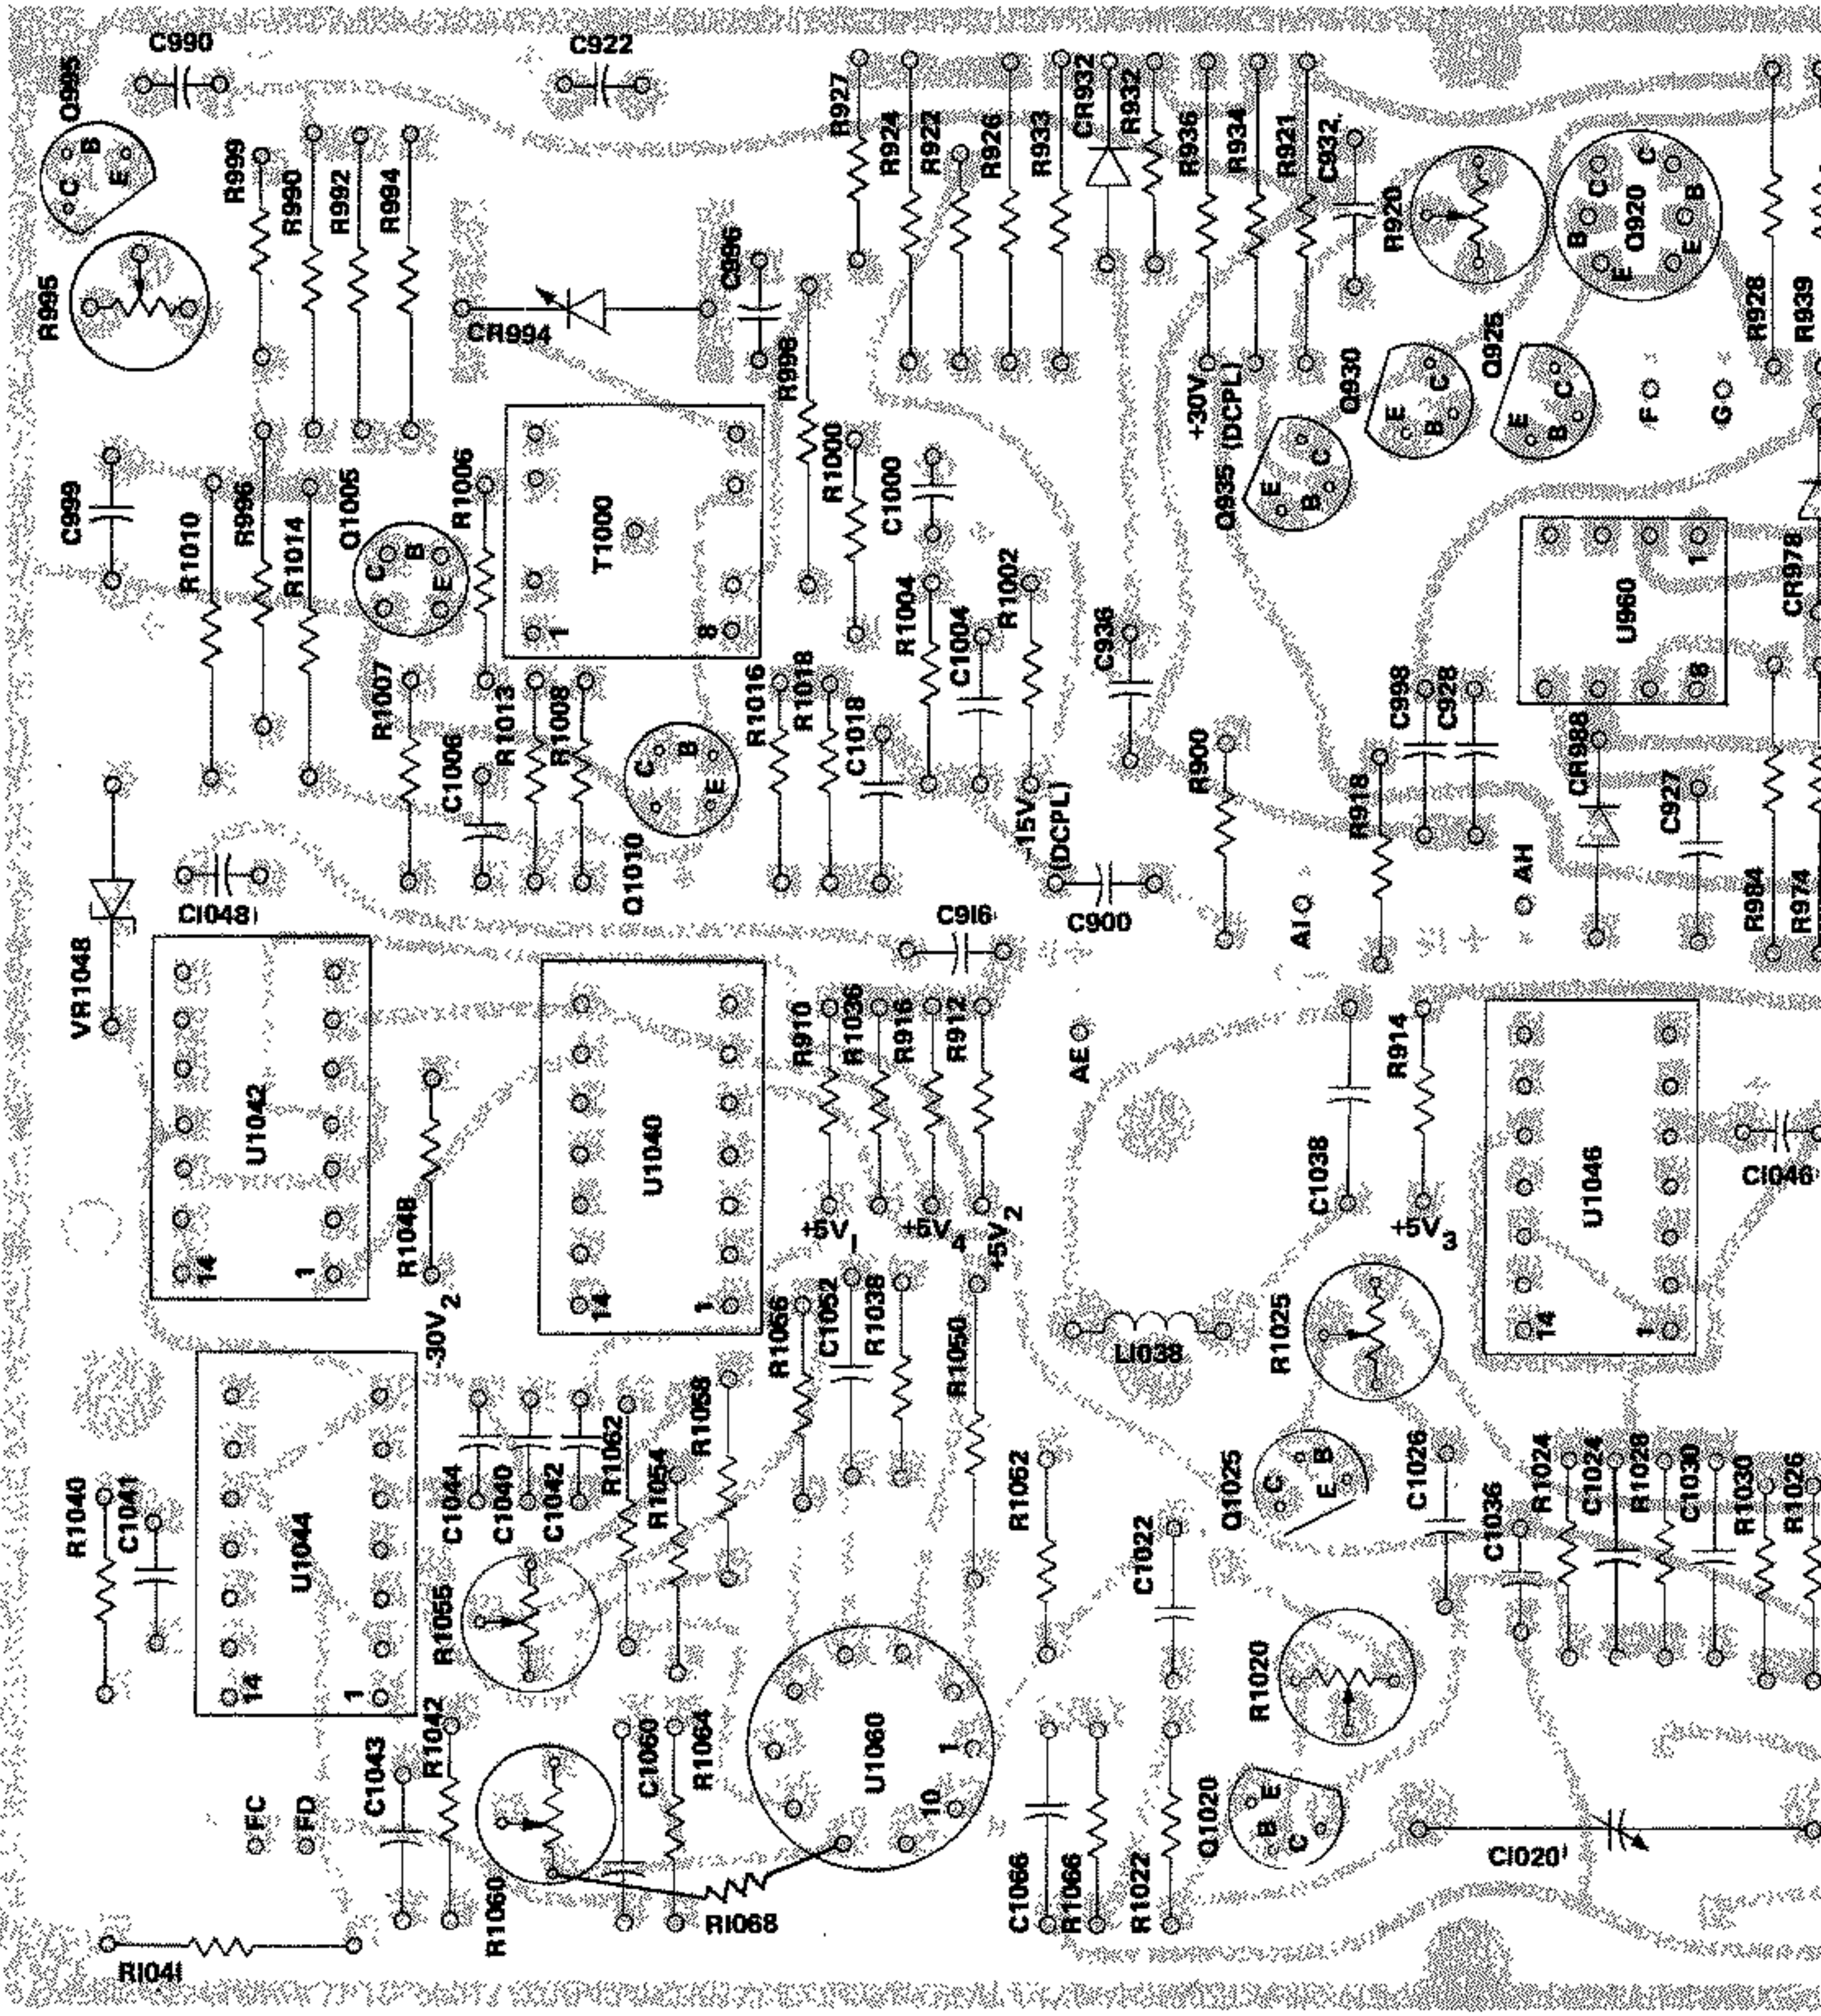 C990
C922
Q995
C
B
E
R995
R999
R990
R992
R994
CR994
C996
R998
R927
R924
R922
R926
R933
CR932
R932
R936
R934
R921
C932
R920
B
C
E
Q920
C
B
E
R928
R939
C999
R1010
R996
R1014
Q1005
C
B
E
R1006
T1000
1
8
R1000
C1000
+30V
(DCPL)
Q935
E
B
C
Q930
E
B
C
Q925
E
B
C
F
G
R1004
C1004
R1002
C936
U960
1
8
CR978
R1007
C1006
R1013
R1008
Q1010
C
B
E
R1016
R1018
C1018
-15V
(DCPL)
C900
R900
R918
C998
C928
CR988
C927
AH
AI
R984
R974
VR1048
C1048
U1042
14
1
R1048
-30V2
U1040
14
1
C916
R910
R1036
R916
R912
+5V1
+5V4
+5V2
AE
C1038
R914
+5V3
U1046
14
1
C1046
R1066
C1052
R1038
R1050
L1038
R1025
R1040
C1041
U1044
14
1
C1044
C1040
C1042
R1062
R1054
R1058
R1055
R1052
C1022
Q1025
C
B
E
C1026
C1036
R1024
C1024
R1028
C1030
R1030
R1026
R1020
FC
FD
C1043
R1042
R1060
C1060
R1064
U1060
1
10
R1068
C1066
R1066
R1022
Q1020
E
B
C
C1020
R1041